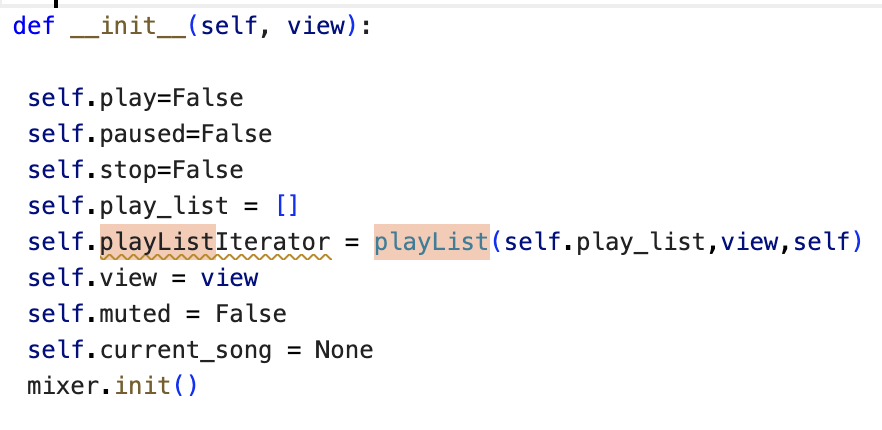 def __init__(self, view):
self.play=False
self.paused=False
self.stop=False
self.play_list = []
self.playListIterator = playList(self.play_list,view,self)
self.view = view
self.muted = False
self.current_song = None
mixer.init()